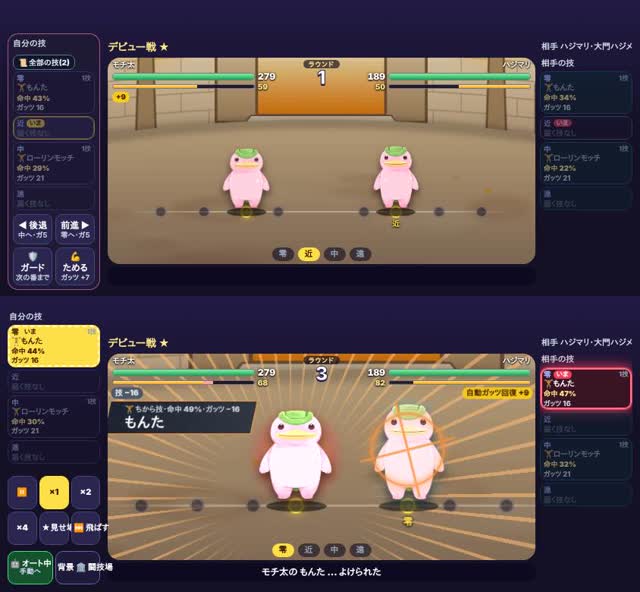 自分の技
デビュー戦 ★
相手 ハジマリ・大門ハジメ
全部の技(2)
零 1技
もんた
命中 43%
ガッツ 16
近 いま
届く技なし
中 1技
ローリンモッチ
命中 29%
ガッツ 21
遠
届く技なし
◀ 後退
中へ・ガ5
前進 ▶
零へ・ガ5
ガード
次の番まで
ためる
ガッツ +7
モチ太
279
59
+9
ラウンド
1
ハジマリ
189
50
近
零 近 中 遠
相手の技
零 1技
もんた
命中 34%
ガッツ 16
近 いま
届く技なし
中 1技
ローリンモッチ
命中 22%
ガッツ 21
遠
届く技なし
自分の技
デビュー戦 ★
相手 ハジマリ・大門ハジメ
零 いま 1技
もんた
命中 44%
ガッツ 16
近
届く技なし
中 1技
ローリンモッチ
命中 30%
ガッツ 21
遠
届く技なし
×1
×2
×4
★見せ場
飛ばす
オート中
手動へ
背景 闘技場
モチ太
279
68
技 −16
ラウンド
3
ハジマリ
189
82
自動ガッツ回復 +9
ちから技・命中 49%・ガッツ −16
もんた
零
零 近 中 遠
モチ太の もんた … よけられた
相手の技
零 いま 1技
もんた
命中 47%
ガッツ 16
近
届く技なし
中 1技
ローリンモッチ
命中 32%
ガッツ 21
遠
届く技なし